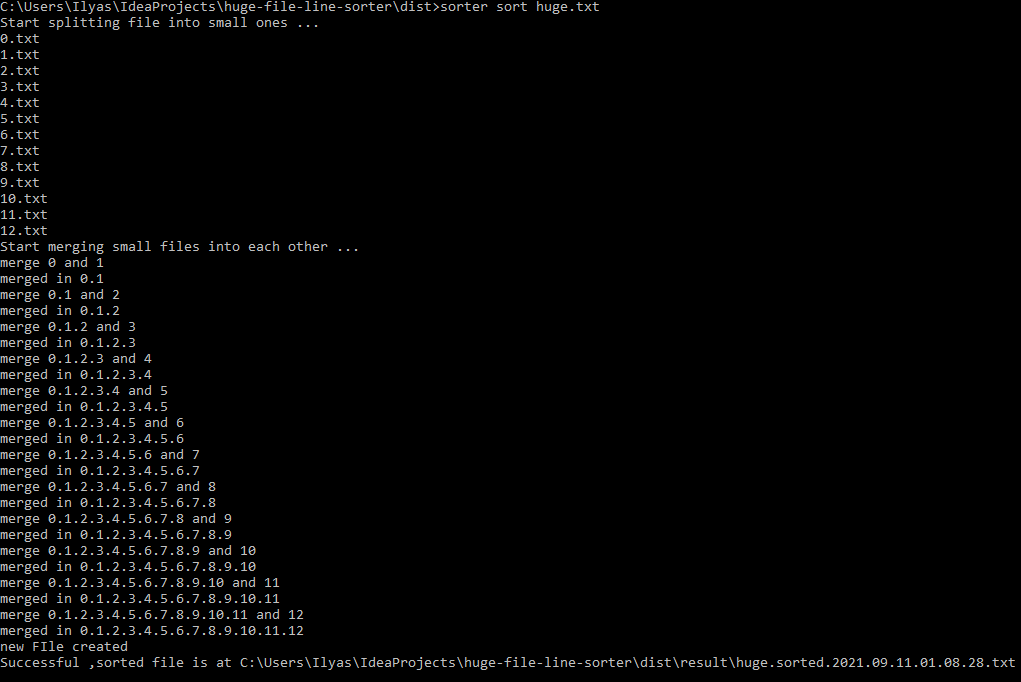 C:\Users\Ilyas\IdeaProjects\huge-file-line-sorter\dist>sorter sort huge.txt
Start splitting file into small ones ...
0.txt
1.txt
2.txt
3.txt
4.txt
5.txt
6.txt
7.txt
8.txt
9.txt
10.txt
11.txt
12.txt
Start merging small files into each other ...
merge 0 and 1
merged in 0.1
merge 0.1 and 2
merged in 0.1.2
merge 0.1.2 and 3
merged in 0.1.2.3
merge 0.1.2.3 and 4
merged in 0.1.2.3.4
merge 0.1.2.3.4 and 5
merged in 0.1.2.3.4.5
merge 0.1.2.3.4.5 and 6
merged in 0.1.2.3.4.5.6
merge 0.1.2.3.4.5.6 and 7
merged in 0.1.2.3.4.5.6.7
merge 0.1.2.3.4.5.6.7 and 8
merged in 0.1.2.3.4.5.6.7.8
merge 0.1.2.3.4.5.6.7.8 and 9
merged in 0.1.2.3.4.5.6.7.8.9
merge 0.1.2.3.4.5.6.7.8.9 and 10
merged in 0.1.2.3.4.5.6.7.8.9.10
merge 0.1.2.3.4.5.6.7.8.9.10 and 11
merged in 0.1.2.3.4.5.6.7.8.9.10.11
merge 0.1.2.3.4.5.6.7.8.9.10.11 and 12
merged in 0.1.2.3.4.5.6.7.8.9.10.11.12
new FIle created
Successful ,sorted file is at C:\Users\Ilyas\IdeaProjects\huge-file-line-sorter\dist\result\huge.sorted.2021.09.11.01.08.28.txt